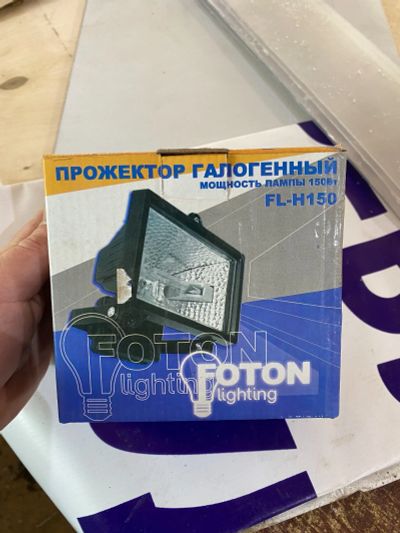 ПРОЖЕКТОР ГАЛОГЕННЫЙ
МОЩНОСТЬ ЛАМПЫ 150Вт
FL-H150
FOTON
lighting
FOTON
lighting